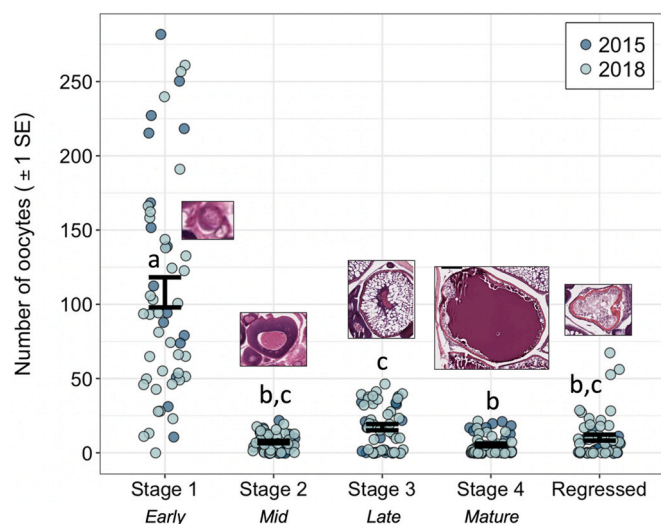 Number of oocytes (± 1 SE)
250
200
150
100
50
0
2015
2018
a
b,c
c
b
b,c
Stage 1
Early
Stage 2
Mid
Stage 3
Late
Stage 4
Mature
Regressed